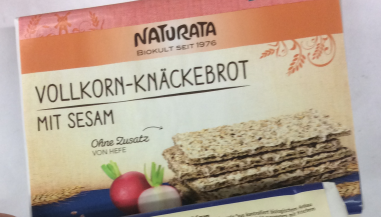 NATURATA
BIOKULT SEIT 1976
VOLLKORN-KNÄCKEBROT
MIT SESAM
Ohne Zusatz
VON HEFE